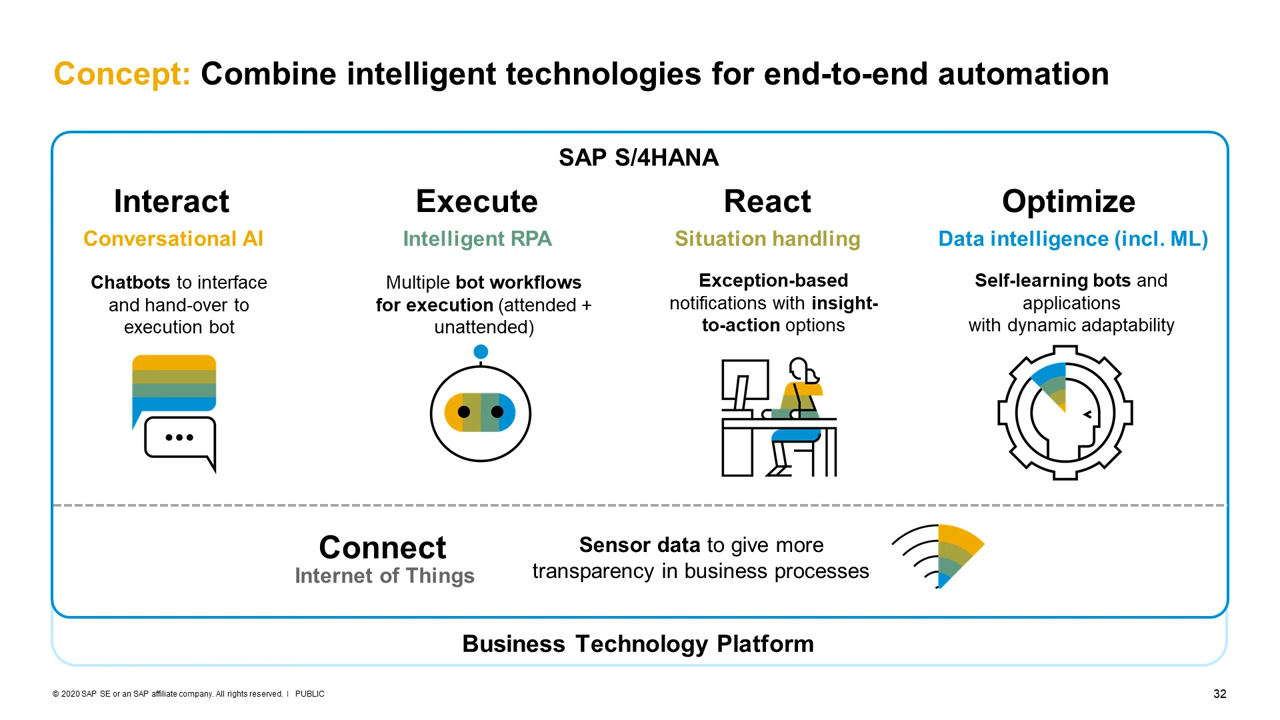 Concept: Combine intelligent technologies for end-to-end automation
SAP S/4HANA
Interact
Conversational AI
Chatbots to interface
and hand-over to
execution bot
Execute
Intelligent RPA
Multiple bot workflows
for execution (attended +
unattended)
React
Situation handling
Exception-based
notifications with insight-
to-action options
Optimize
Data intelligence (incl. ML)
Self-learning bots and
applications
with dynamic adaptability
Connect
Internet of Things
Sensor data to give more
transparency in business processes
Business Technology Platform
© 2020 SAP SE or an SAP affiliate company. All rights reserved. | PUBLIC
32